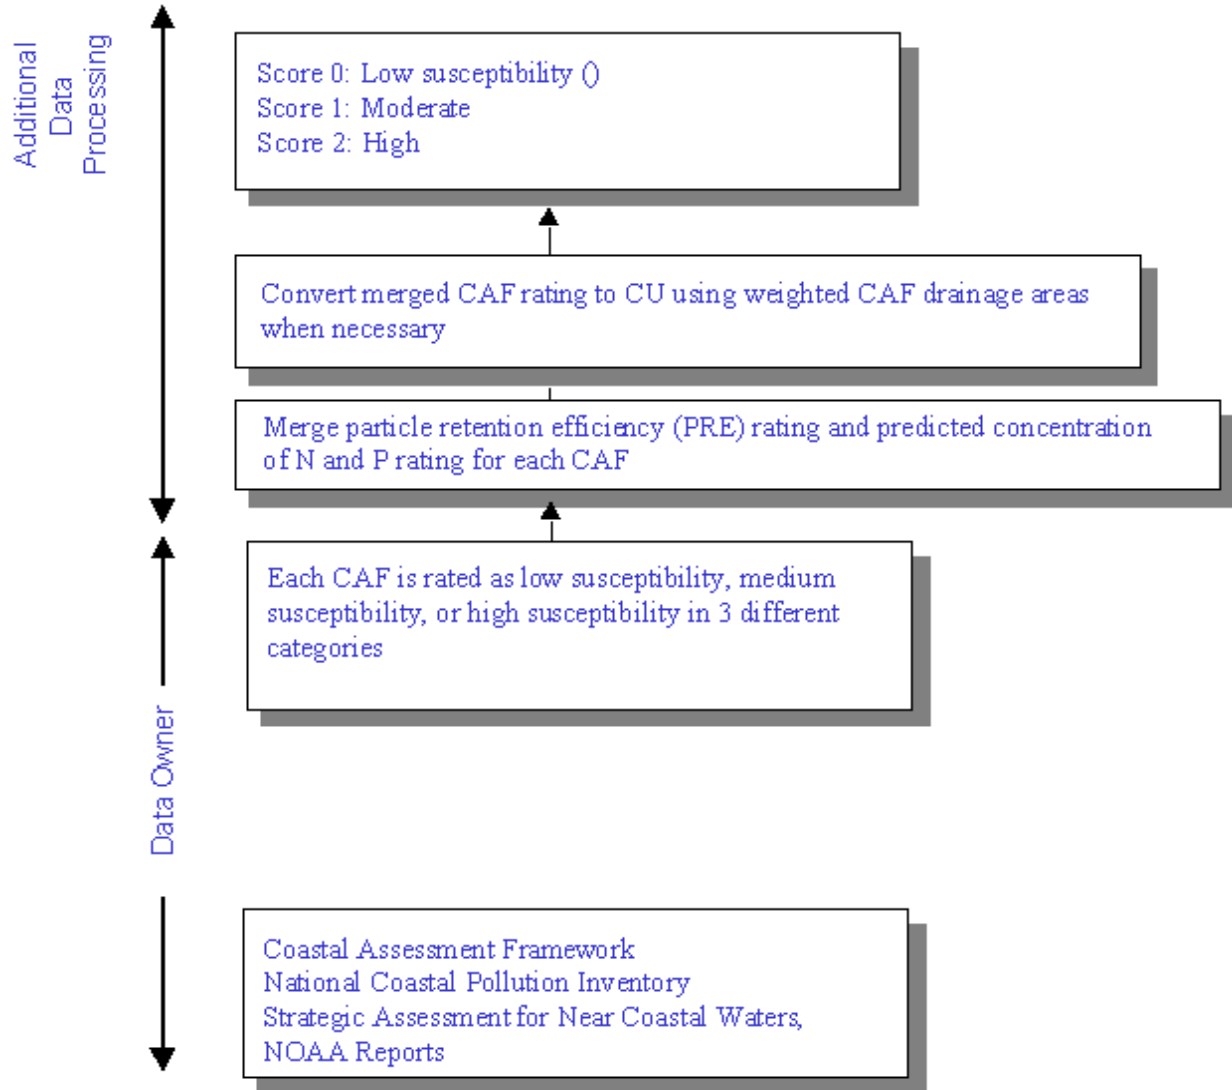 Additional
Data
Processing
Score 0: Low susceptibility ()
Score 1: Moderate
Score 2: High
Convert merged CAF rating to CU using weighted CAF drainage areas
when necessary
Merge particle retention efficiency (PRE) rating and predicted concentration
of N and P rating for each CAF
Each CAF is rated as low susceptibility, medium
susceptibility, or high susceptibility in 3 different
categories
Data Owner
Coastal Assessment Framework
National Coastal Pollution Inventory
Strategic Assessment for Near Coastal Waters,
NOAA Reports